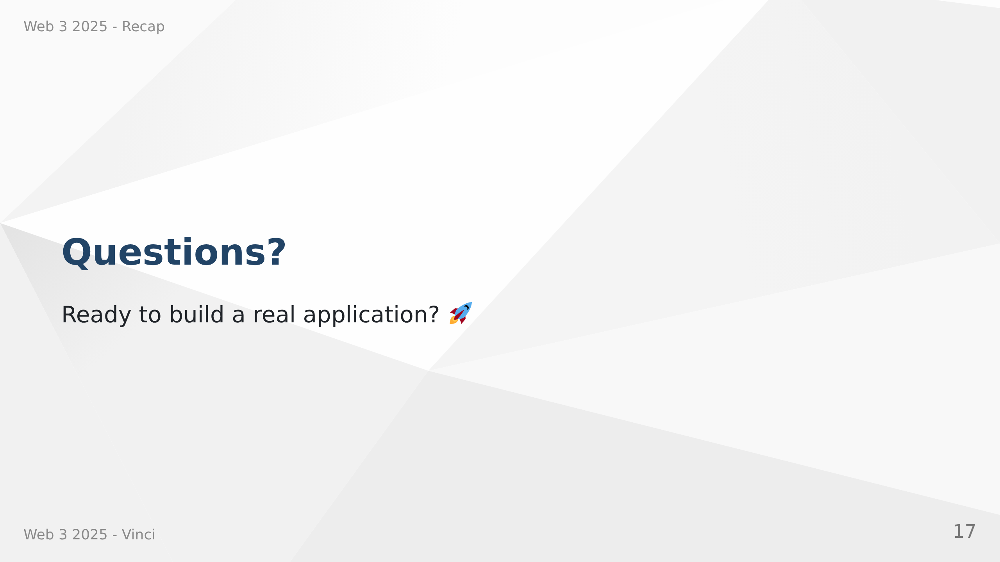 Web 3 2025 - Recap
Questions?
Ready to build a real application? 🚀
Web 3 2025 - Vinci
17